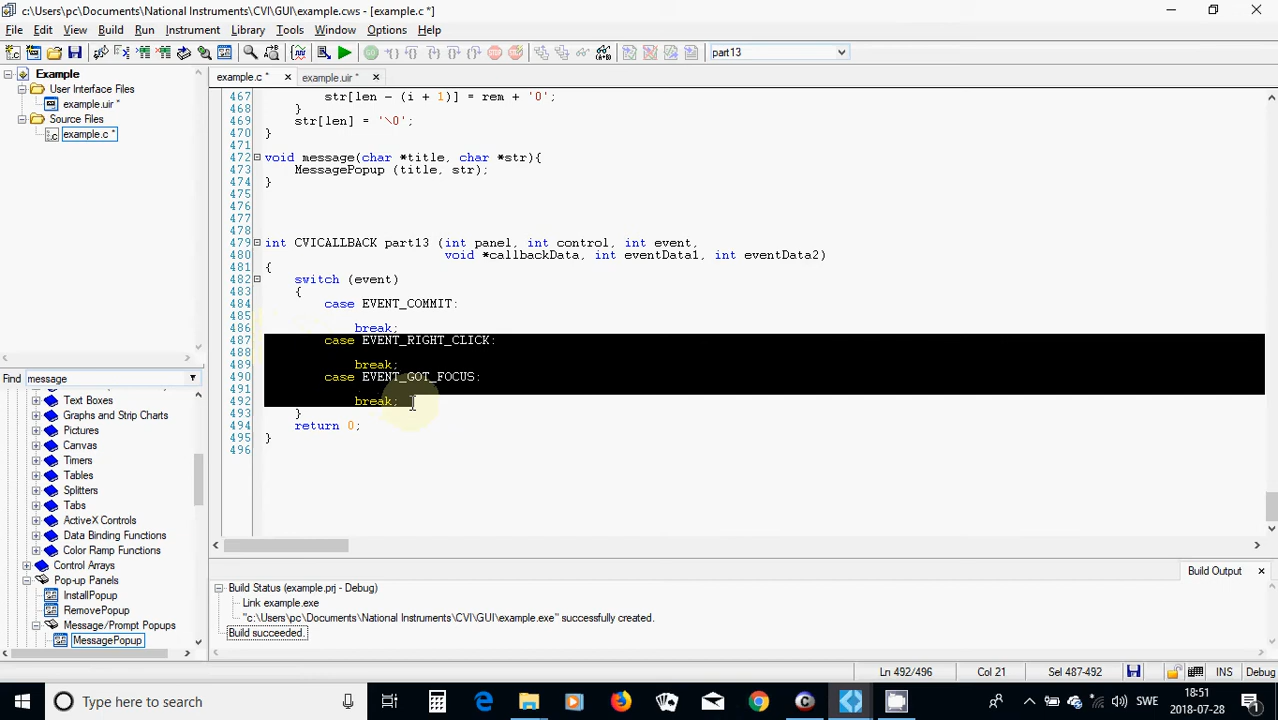 c:\Users\pc\Documents\National Instruments\CVI\GUI\example.cws - [example.c *]
File Edit View Build Run Instrument Library Tools Window Options Help
part13
Example
User Interface Files
example.uir *
Source Files
example.c *
example.c * × example.uir * ×
467 str[len - (i + 1)] = rem + '0';
468 }
469 str[len] = '\0';
470 }
471
472 void message(char *title, char *str){
473 MessagePopup (title, str);
474 }
475
476
477
478
479 int CVICALLBACK part13 (int panel, int control, int event,
480 void *callbackData, int eventData1, int eventData2)
481 {
482 switch (event)
483 {
484 case EVENT_COMMIT:
485
486 break;
487 case EVENT_RIGHT_CLICK:
488
489 break;
490 case EVENT_GOT_FOCUS:
491
492 break;
493 }
494 return 0;
495 }
496
Find message
Text Boxes
Graphs and Strip Charts
Pictures
Canvas
Timers
Tables
Splitters
Tabs
ActiveX Controls
Data Binding Functions
Color Ramp Functions
Control Arrays
Pop-up Panels
InstallPopup
RemovePopup
Message/Prompt Popups
MessagePopup
Build Output ×
Build Status (example.prj - Debug)
Link example.exe
"c:\Users\pc\Documents\National Instruments\CVI\GUI\example.exe" successfully created.
Build succeeded.
Ln 492/496 Col 21 Sel 487-492 INS Debug
Type here to search
SWE
18:51
2018-07-28